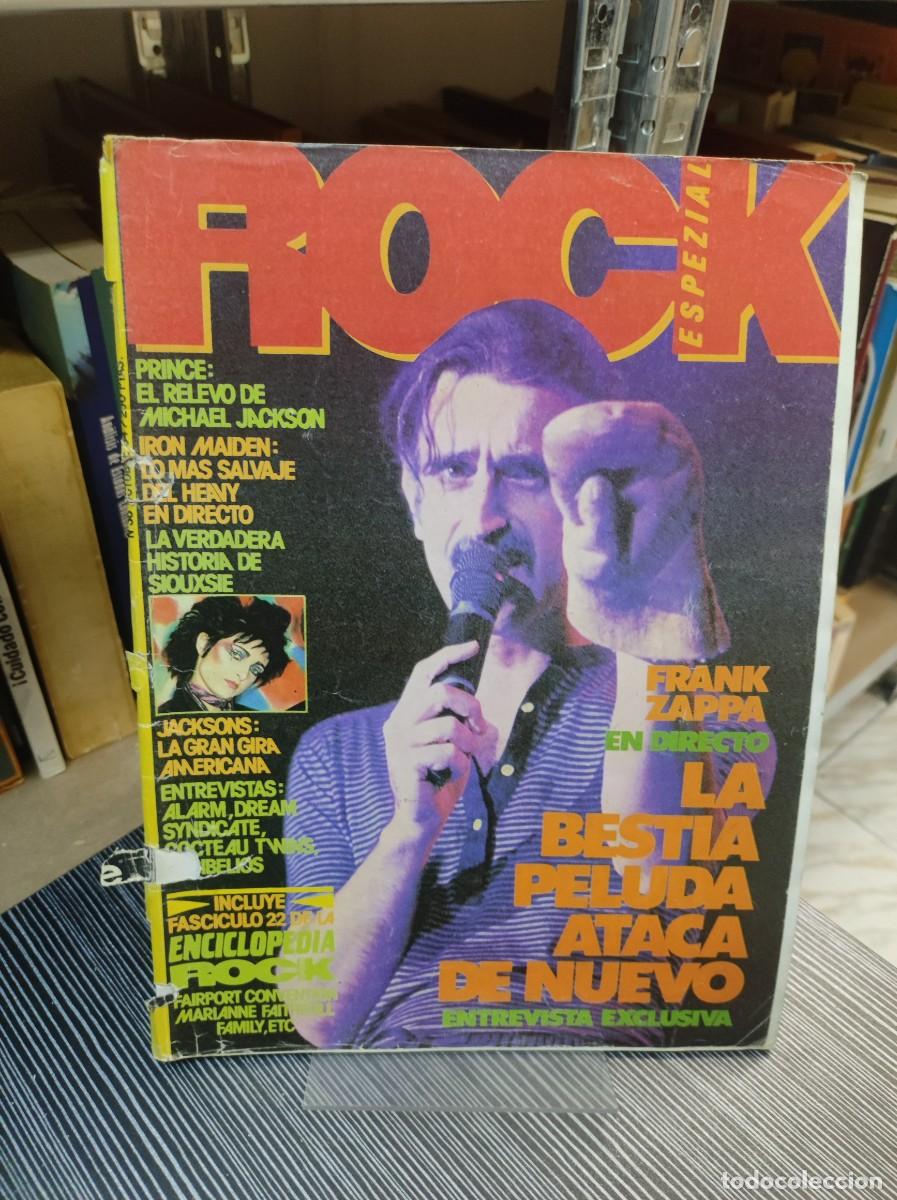 ROCK
ESPEZIAL
PRINCE:
EL RELEVO DE
MICHAEL JACKSON
IRON MAIDEN:
LO MAS SALVAJE
DEL HEAVY
EN DIRECTO
LA VERDADERA
HISTORIA DE
SIOUXSIE
JACKSONS:
LA GRAN GIRA
AMERICANA
ENTREVISTAS:
ALARM, DREAM
SYNDICATE,
COCTEAU TWINS,
IBELIOS
INCLUYE
FASCICULO 22 DE LA
ENCICLOPEDIA
ROCK
FAIRPORT CONVENTION
MARIANNE FAITHFULL
FAMILY, ETC
FRANK
ZAPPA
EN DIRECTO
LA
BESTIA
PELUDA
ATACA
DE NUEVO
ENTREVISTA EXCLUSIVA
¡Cuidado con
todocoleccion